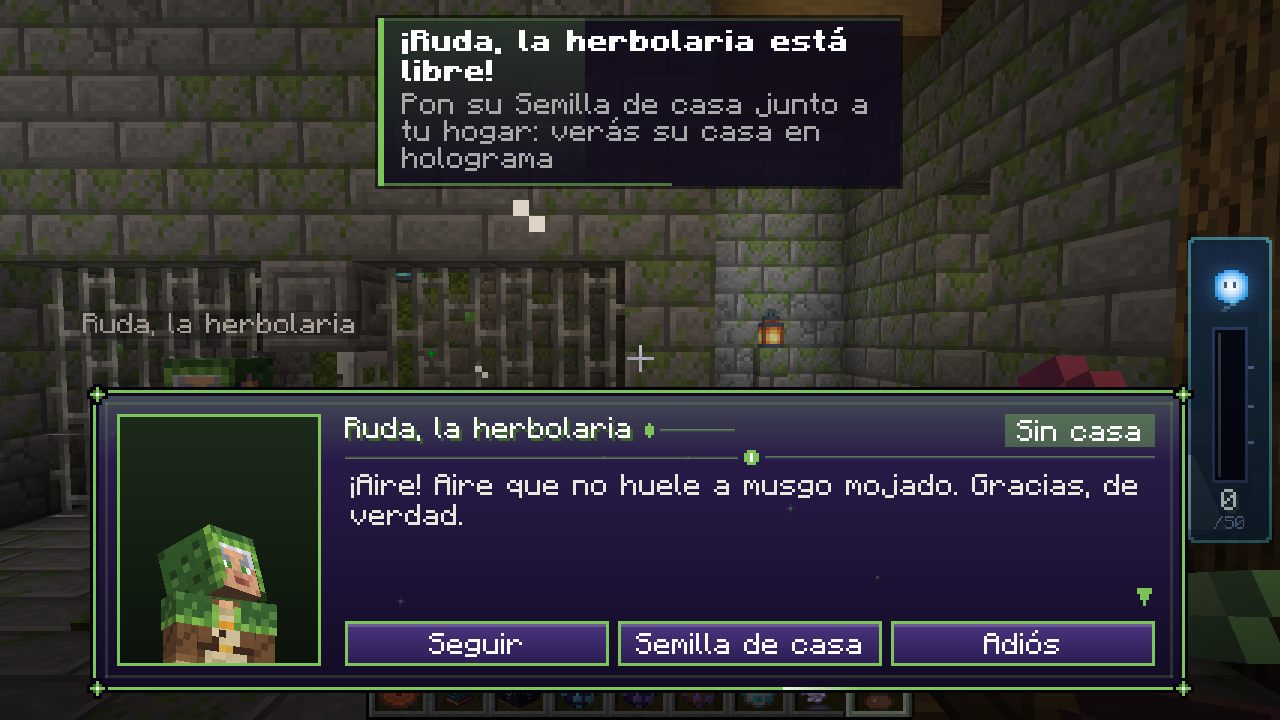 ¡Ruda, la herbolaria está
libre!
Pon su Semilla de casa junto a
tu hogar: verás su casa en
holograma
Ruda, la herbolaria
Ruda, la herbolaria
Sin casa
¡Aire! Aire que no huele a musgo mojado. Gracias, de
verdad.
Seguir
Semilla de casa
Adiós
0
/50